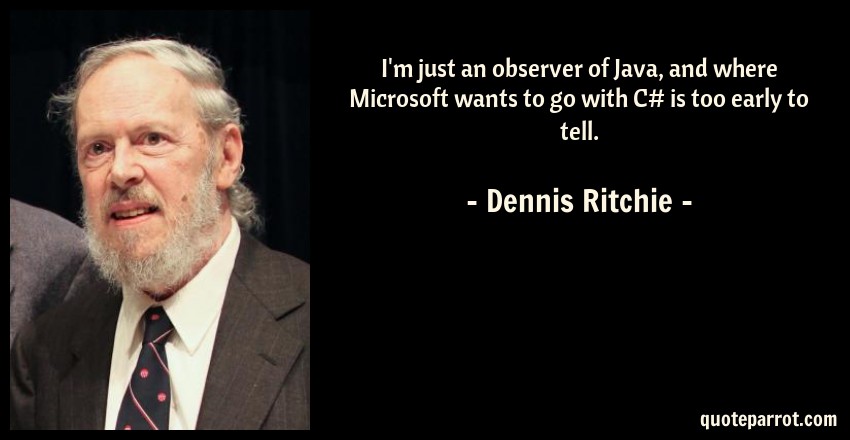 I'm just an observer of Java, and where
Microsoft wants to go with C# is too early to
tell.
- Dennis Ritchie -
quoteparrot.com